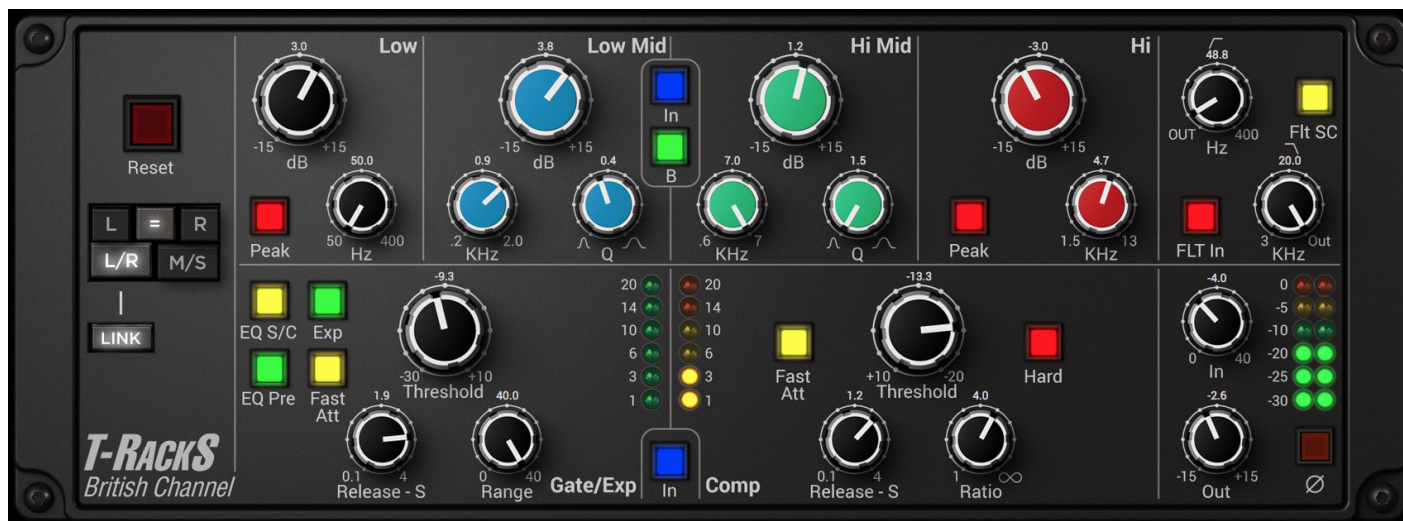 Low
3.0
-15 +15
dB
50.0
50 400
Hz
Peak
Low Mid
3.8
-15 +15
dB
0.9
.2 2.0
KHz
0.4
Q
In
B
Hi Mid
1.2
-15 +15
dB
7.0
.6 7
KHz
1.5
Q
Hi
-3.0
-15 +15
dB
Peak
4.7
1.5 13
KHz
48.8
OUT 400
Hz
Flt SC
20.0
3 Out
KHz
FLT In
Reset
L = R
L/R M/S
LINK
T-RackS
British Channel
EQ S/C Exp
EQ Pre Fast
Att
-9.3
-30 +10
Threshold
1.9
0.1 4
Release - S
40.0
0 40
Range
Gate/Exp
20
14
10
6
3
1
In
20
14
10
6
3
1
Comp
Fast
Att
-13.3
+10 -20
Threshold
Hard
1.2
0.1 4
Release - S
4.0
1 ∞
Ratio
-4.0
0 40
In
-2.6
-15 +15
Out
0
-5
-10
-20
-25
-30
Ø